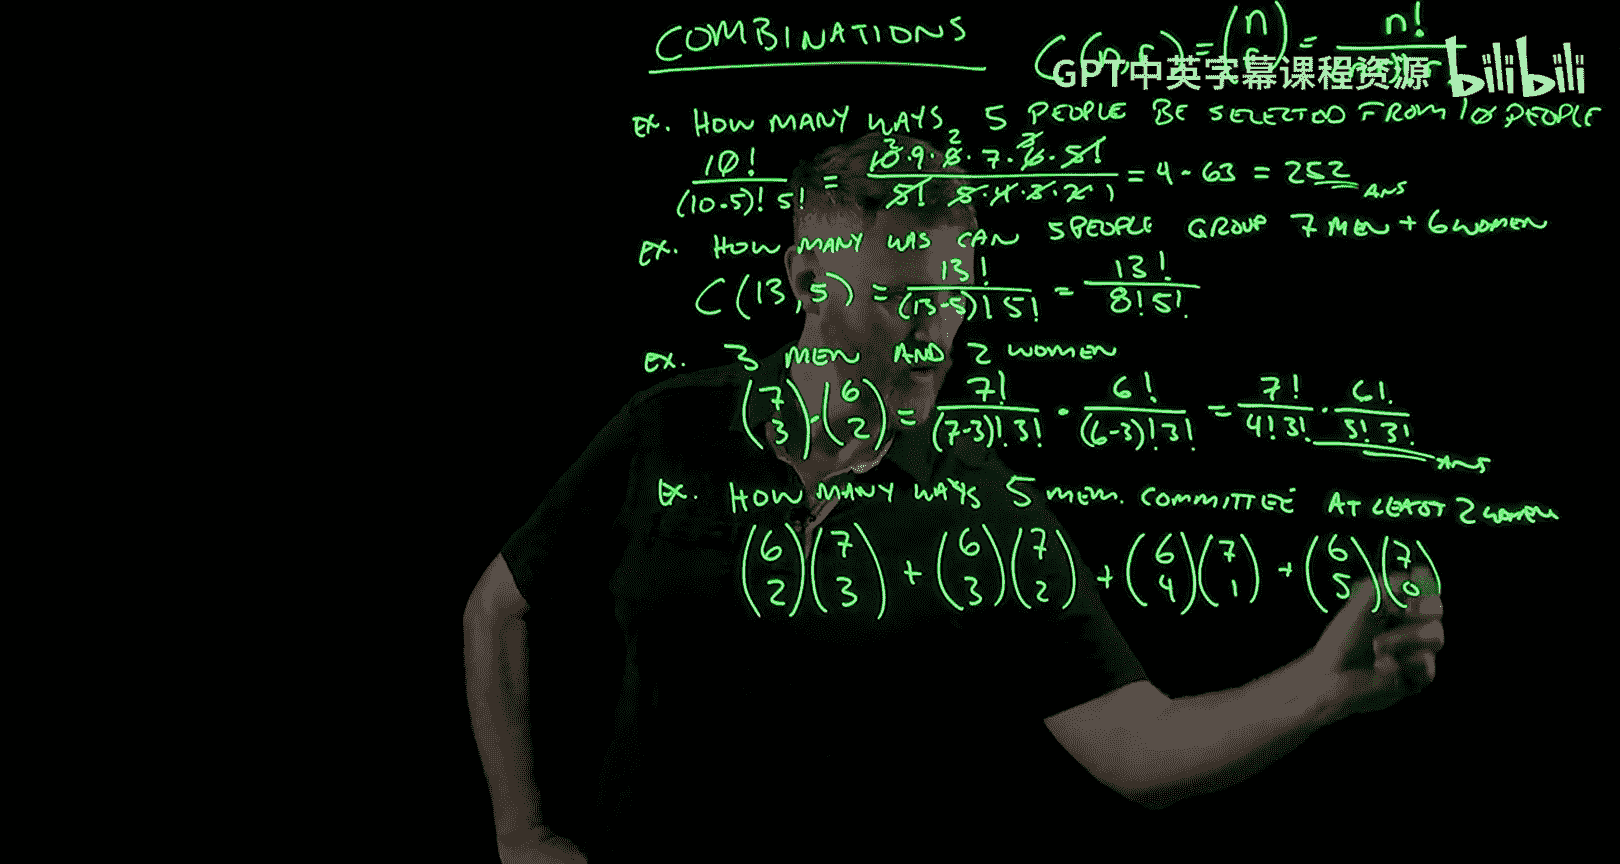 COMBINATIONS C(n,r) = (n r) = n!
GPT中英字幕课程资源 bilibili
EX. HOW MANY WAYS, 5 PEOPLE BE SELECTED FROM 10 PEOPLE
10! / (10-5)! 5! = 10·9·8·7·6·5! / 5! 5·4·3·2·1 = 4·63 = 252 ANS
EX. HOW MANY WAS CAN 5 PEOPLE GROUP 7 MEN + 6 WOMEN
C(13,5) = 13! / (13-5)! 5! = 13! / 8! 5!
EX. 3 MEN AND 2 WOMEN
(7 3)·(6 2) = 7! / (7-3)! 3! · 6! / (6-3)! 3! = 7! / 4! 3! · 6! / 3! 3! ANS
EX. HOW MANY WAYS 5 MEM. COMMITTEE AT LEAST 2 WOMEN
(6 2)(7 3) + (6 3)(7 2) + (6 4)(7 1) + (6 5)(7 0)